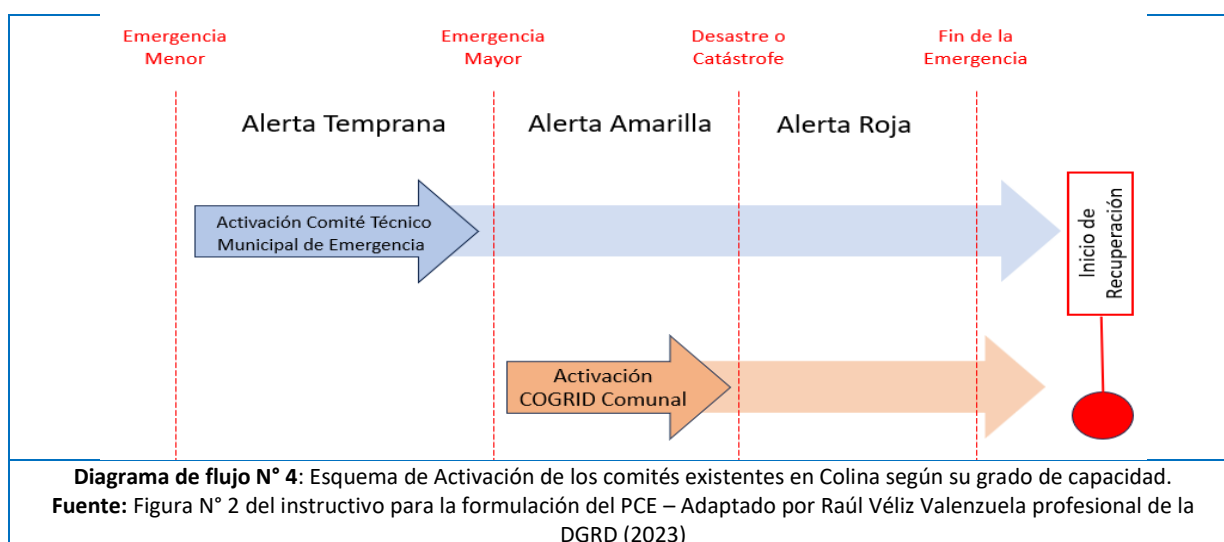 Emergencia
Menor
Emergencia
Mayor
Desastre o
Catástrofe
Fin de la
Emergencia
Alerta Temprana
Alerta Amarilla
Alerta Roja
Activación Comité Técnico
Municipal de Emergencia
Inicio de
Recuperación
Activación
COGRID Comunal
Diagrama de flujo N° 4: Esquema de Activación de los comités existentes en Colina según su grado de capacidad.
Fuente: Figura N° 2 del instructivo para la formulación del PCE – Adaptado por Raúl Véliz Valenzuela profesional de la
DGRD (2023)